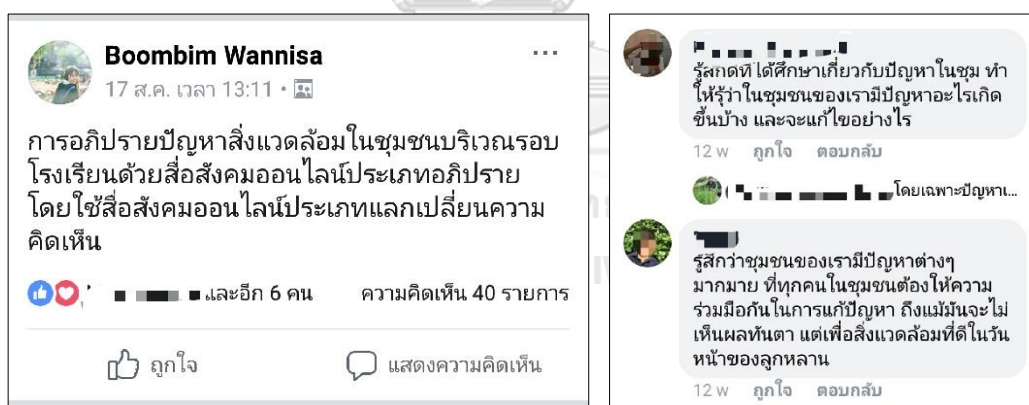 Boombim Wannisa
17 ส.ค. เวลา 13:11
การอภิปรายปัญหาสิ่งแวดล้อมในชุมชนบริเวณรอบ
โรงเรียนด้วยสื่อสังคมออนไลน์ประเภทอภิปราย
โดยใช้สื่อสังคมออนไลน์ประเภทแลกเปลี่ยนความ
คิดเห็น
และอีก 6 คน ความคิดเห็น 40 รายการ
ถูกใจ แสดงความคิดเห็น
รู้สึกดีที่ได้ศึกษาเกี่ยวกับปัญหาในชุม ทำ
ให้รุ้ว่าในชุมชนของเรามีปัญหาอะไรเกิด
ขึ้นบ้าง และจะแก้ไขอย่างไร
12 w ถูกใจ ตอบกลับ
โดยเฉพาะปัญหาเ...
รู้สึกว่าชุมชนของเรามีปัญหาต่างๆ
มากมาย ที่ทุกคนในชุมชนต้องให้ความ
ร่วมมือกันในการแก้ปัญหา ถึงแม้มันจะไม่
เห็นผลทันตา แต่เพื่อสิ่งแวดล้อมที่ดีในวัน
หน้าของลูกหลาน
12 w ถูกใจ ตอบกลับ